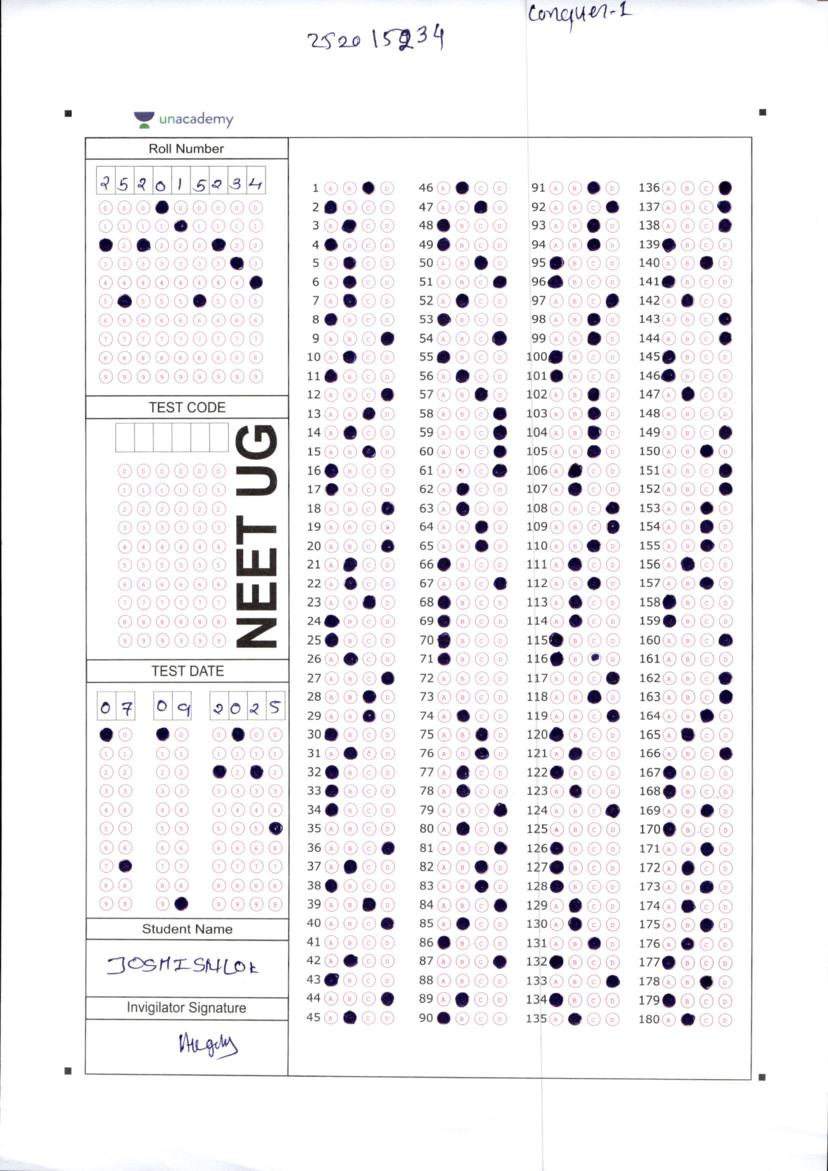 Conquer-1
252015234
unacademy
Roll Number
2 5 2 0 1 5 2 3 4
TEST CODE
NEET UG
TEST DATE
0 7 0 9 2 0 2 5
Student Name
Invigilator Signature
1 46 91 136
2 47 92 137
3 48 93 138
4 49 94 139
5 50 95 140
6 51 96 141
7 52 97 142
8 53 98 143
9 54 99 144
10 55 100 145
11 56 101 146
12 57 102 147
13 58 103 148
14 59 104 149
15 60 105 150
16 61 106 151
17 62 107 152
18 63 108 153
19 64 109 154
20 65 110 155
21 66 111 156
22 67 112 157
23 68 113 158
24 69 114 159
25 70 115 160
26 71 116 161
27 72 117 162
28 73 118 163
29 74 119 164
30 75 120 165
31 76 121 166
32 77 122 167
33 78 123 168
34 79 124 169
35 80 125 170
36 81 126 171
37 82 127 172
38 83 128 173
39 84 129 174
40 85 130 175
41 86 131 176
42 87 132 177
43 88 133 178
44 89 134 179
45 90 135 180